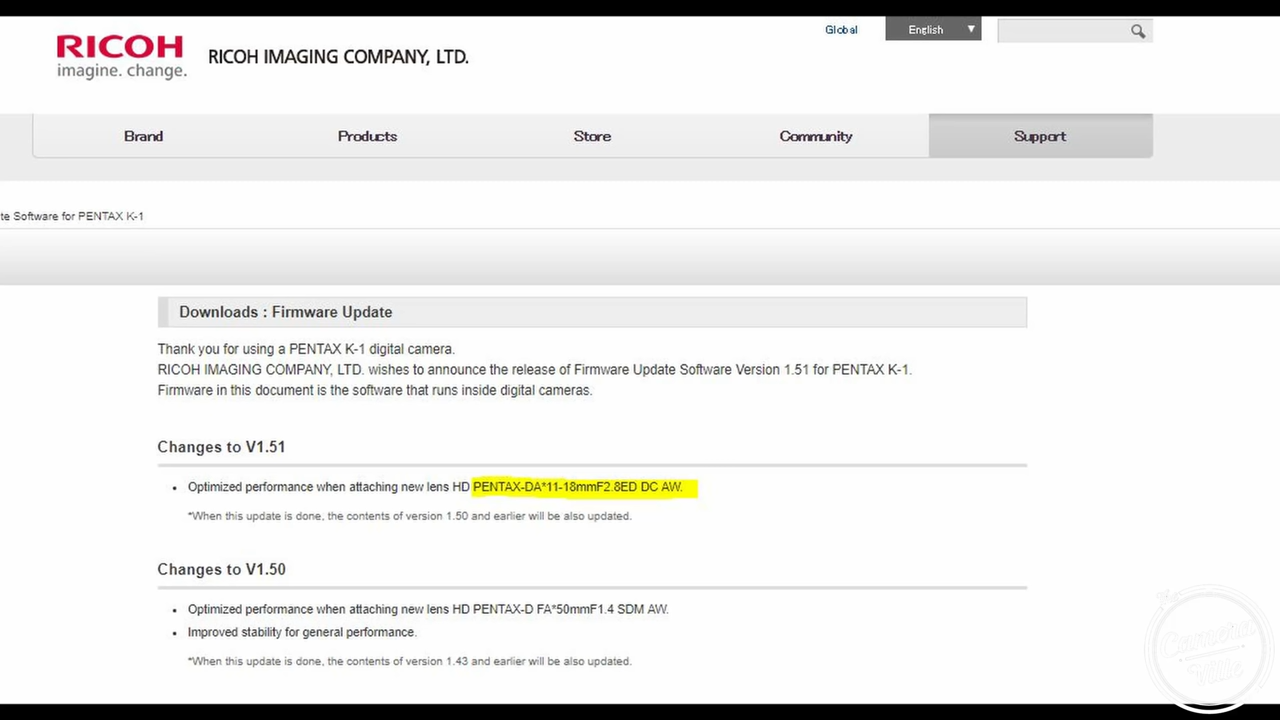 RICOH
imagine. change.
RICOH IMAGING COMPANY, LTD.
Global
English
Brand
Products
Store
Community
Support
te Software for PENTAX K-1
Downloads : Firmware Update
Thank you for using a PENTAX K-1 digital camera.
RICOH IMAGING COMPANY, LTD. wishes to announce the release of Firmware Update Software Version 1.51 for PENTAX K-1.
Firmware in this document is the software that runs inside digital cameras.
Changes to V1.51
• Optimized performance when attaching new lens HD PENTAX-DA*11-18mmF2.8ED DC AW.
*When this update is done, the contents of version 1.50 and earlier will be also updated.
Changes to V1.50
• Optimized performance when attaching new lens HD PENTAX-D FA*50mmF1.4 SDM AW.
• Improved stability for general performance.
*When this update is done, the contents of version 1.43 and earlier will be also updated.
Camera
Ville